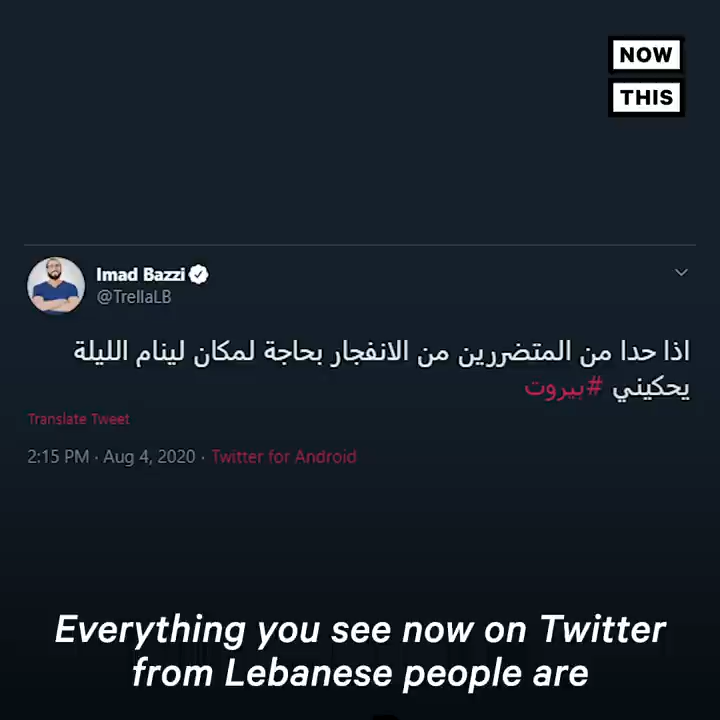 NOW
THIS
Imad Bazzi
@TrellaLB
اذا حدا من المتضررين من الانفجار بحاجة لمكان لينام الليلة
يحكيني #بيروت
Translate Tweet
2:15 PM · Aug 4, 2020 · Twitter for Android
Everything you see now on Twitter
from Lebanese people are